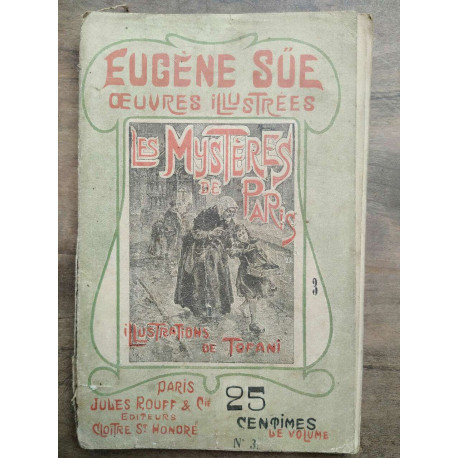 EUGÈNE SÜE
ŒUVRES iLLUSTRÉES
LES MYSTÈRES
DE
PARIS
3
iLLUSTRATIONS
DE TOFANI
PARIS
JULES ROUFF & Cie
EDITEURS
CLOITRE St HONORÉ
25
CENTIMES
LE VOLUME
N° 3.